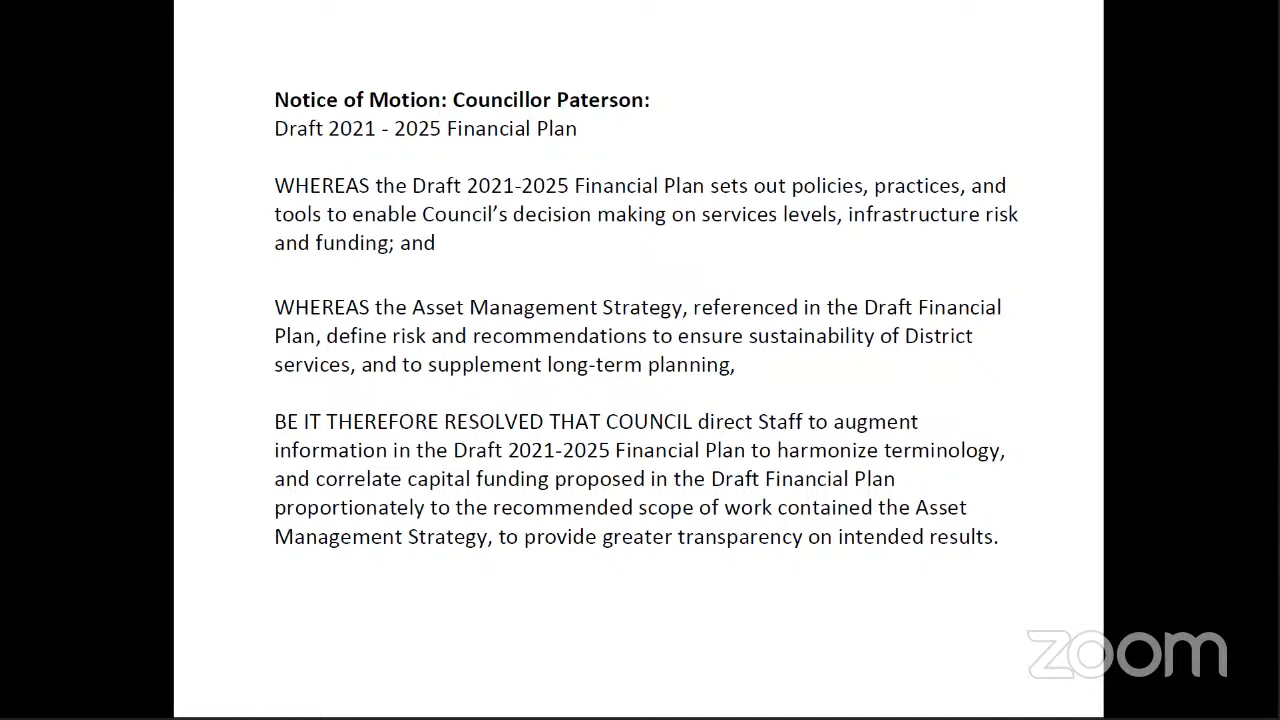 Notice of Motion: Councillor Paterson:
Draft 2021 - 2025 Financial Plan
WHEREAS the Draft 2021-2025 Financial Plan sets out policies, practices, and
tools to enable Council’s decision making on services levels, infrastructure risk
and funding; and
WHEREAS the Asset Management Strategy, referenced in the Draft Financial
Plan, define risk and recommendations to ensure sustainability of District
services, and to supplement long-term planning,
BE IT THEREFORE RESOLVED THAT COUNCIL direct Staff to augment
information in the Draft 2021-2025 Financial Plan to harmonize terminology,
and correlate capital funding proposed in the Draft Financial Plan
proportionately to the recommended scope of work contained the Asset
Management Strategy, to provide greater transparency on intended results.
zoom